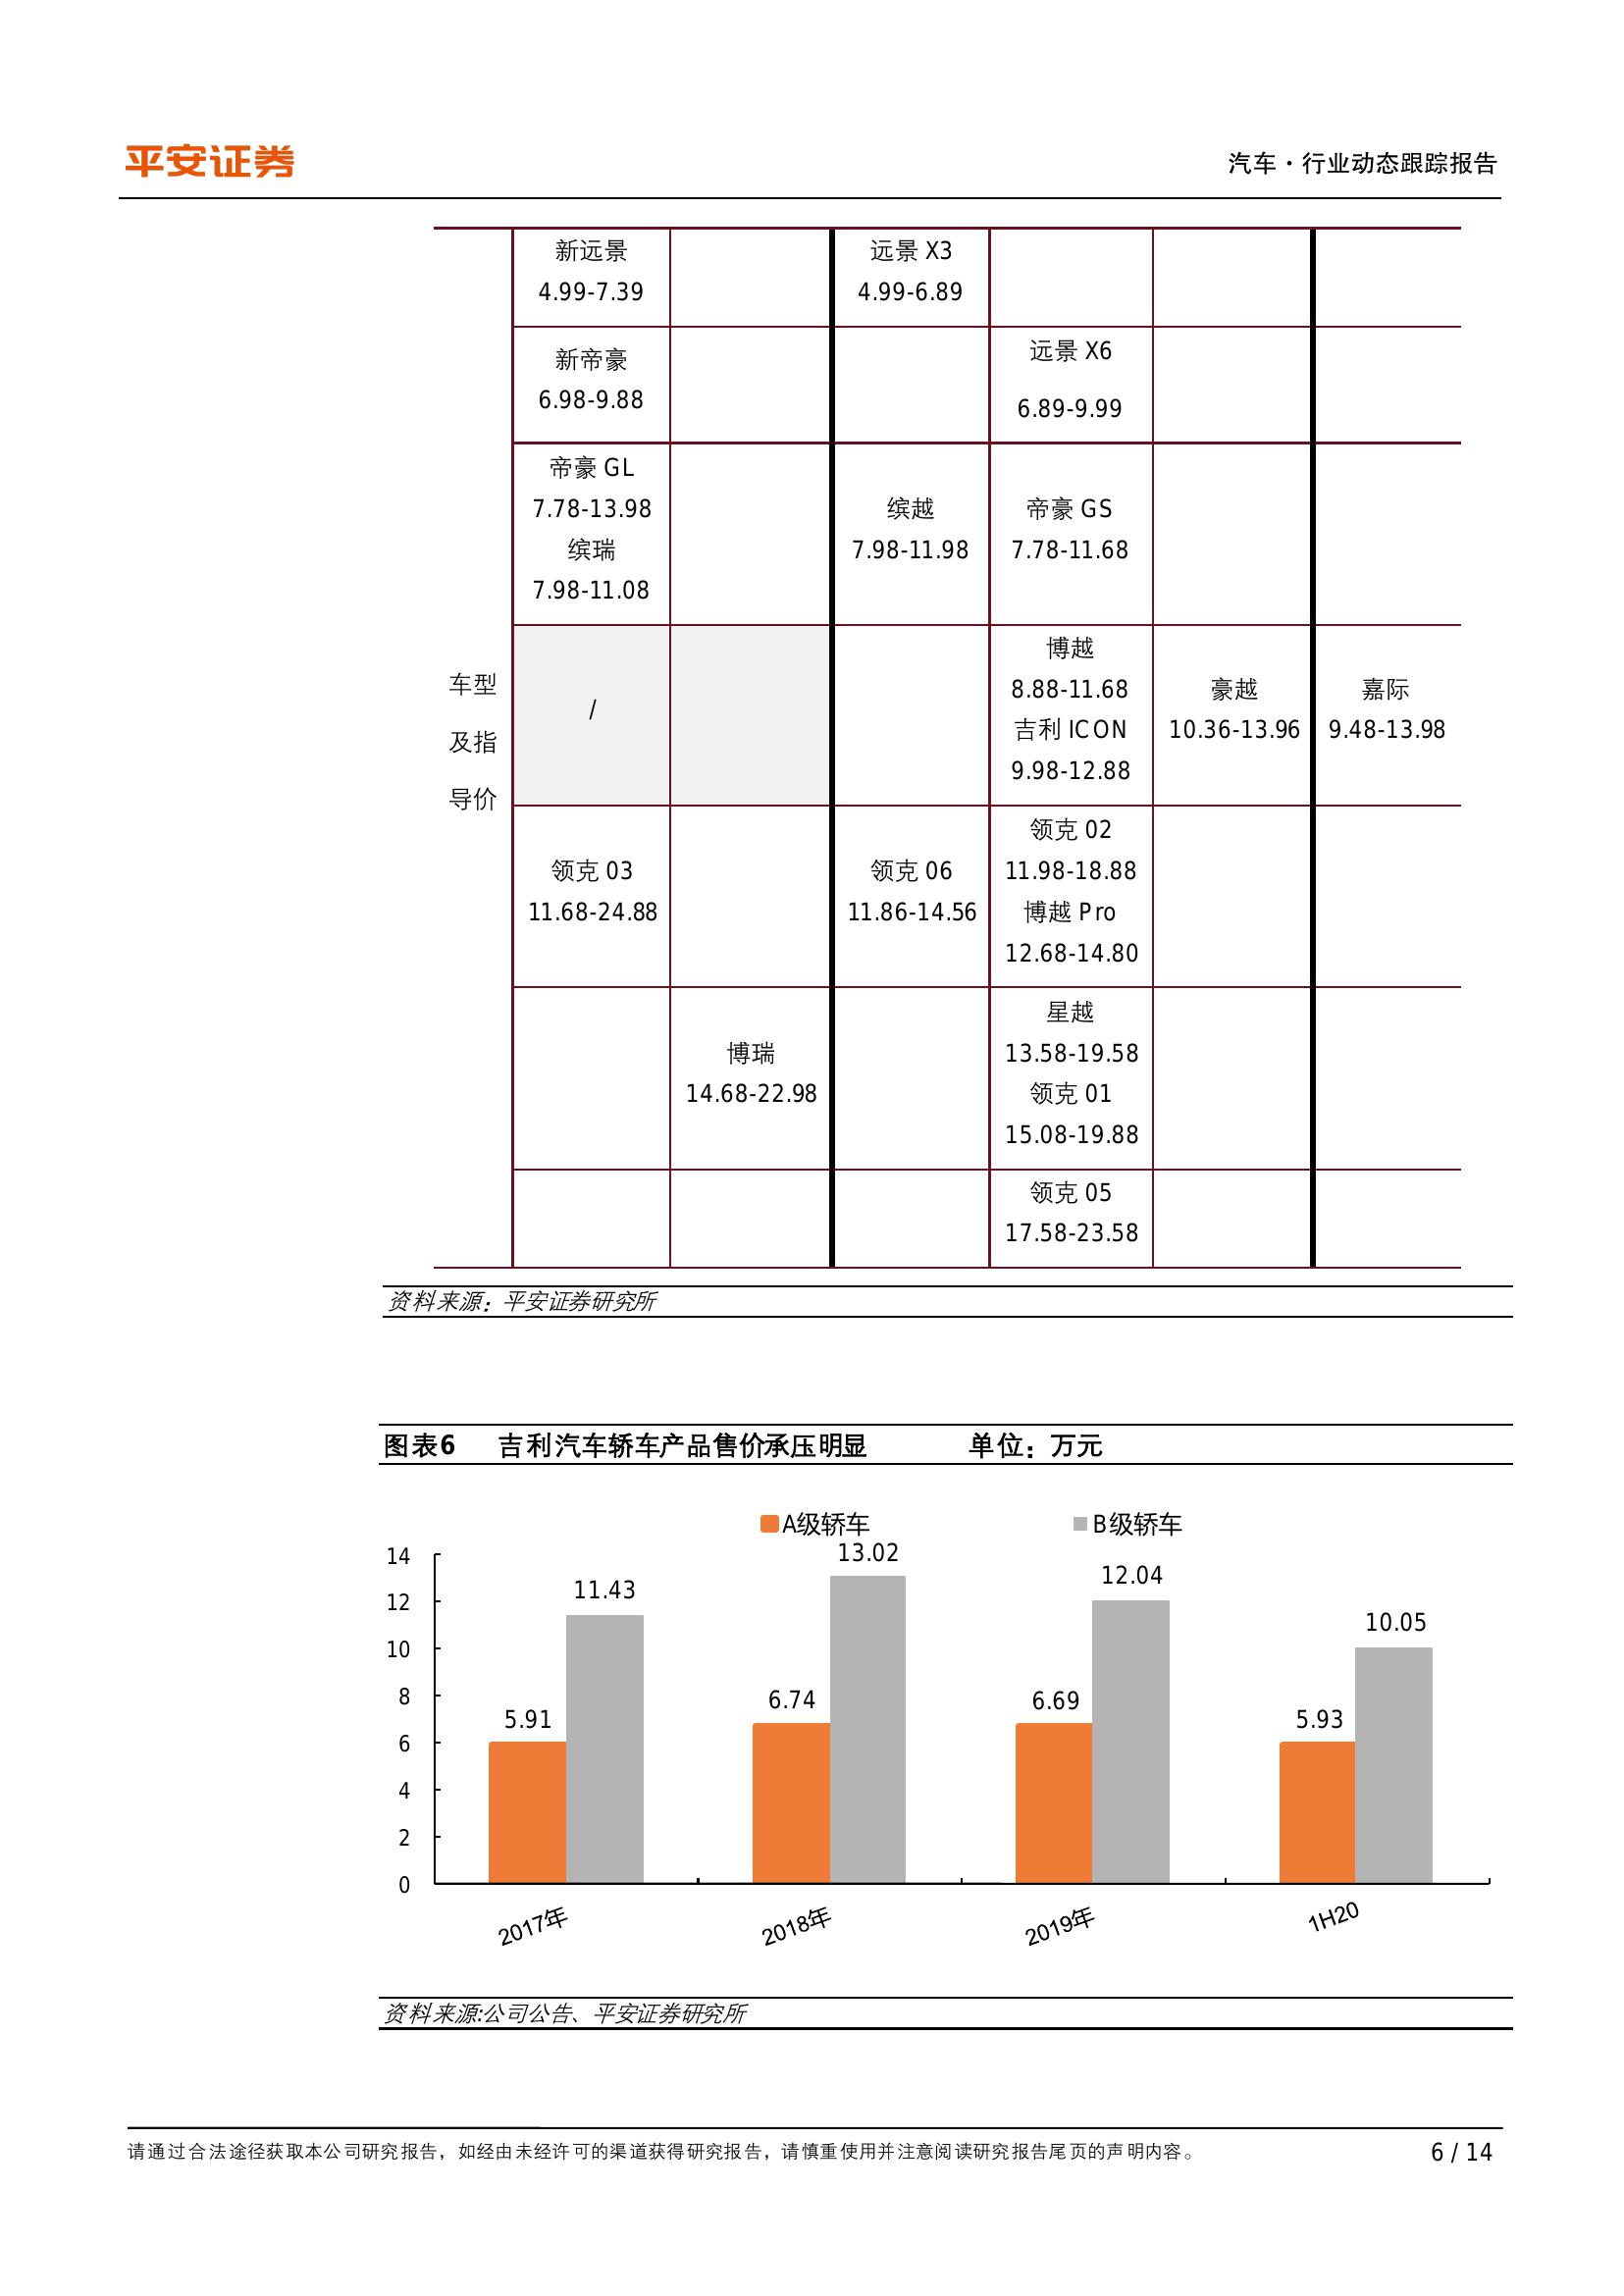 平安证券
汽车·行业动态跟踪报告
新远景
4.99-7.39
远景 X3
4.99-6.89
新帝豪
6.98-9.88
远景 X6
6.89-9.99
帝豪 GL
7.78-13.98
缤瑞
7.98-11.08
缤越
7.98-11.98
帝豪 GS
7.78-11.68
车型
及指
导价
/
博越
8.88-11.68
吉利 ICON
9.98-12.88
豪越
10.36-13.96
嘉际
9.48-13.98
领克 03
11.68-24.88
领克 06
11.86-14.56
领克 02
11.98-18.88
博越 Pro
12.68-14.80
博瑞
14.68-22.98
星越
13.58-19.58
领克 01
15.08-19.88
领克 05
17.58-23.58
资料来源：平安证券研究所
图表6 吉利汽车轿车产品售价承压明显 单位：万元
A级轿车 B级轿车
14
12
10
8
6
4
2
0
5.91
11.43
6.74
13.02
6.69
12.04
5.93
10.05
2017年
2018年
2019年
1H20
资料来源:公司公告、平安证券研究所
请通过合法途径获取本公司研究报告，如经由未经许可的渠道获得研究报告，请慎重使用并注意阅读研究报告尾页的声明内容。
6 / 14